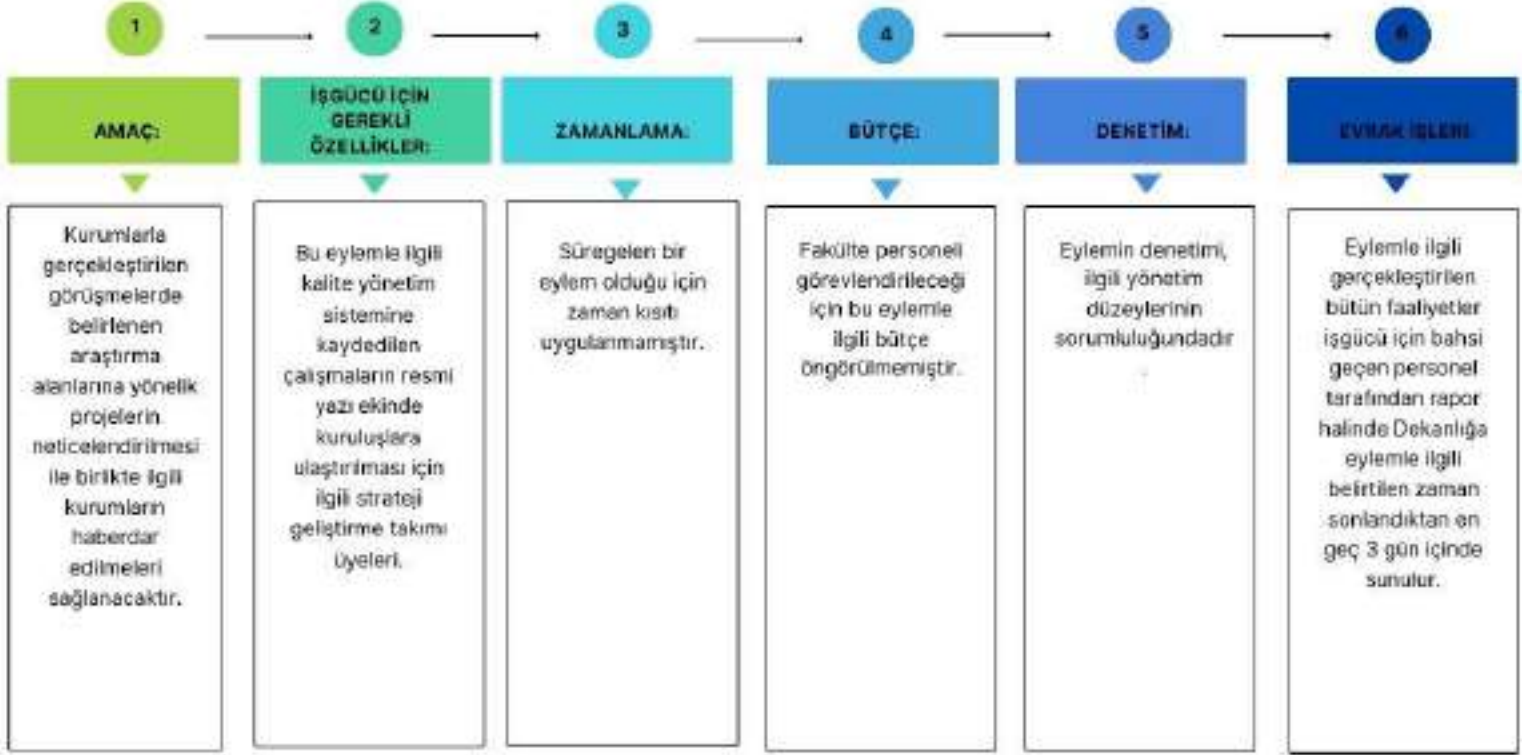 1
2
3
4
5
6
AMAÇ:
İŞGÜCÜ İÇİN
GEREKLİ
ÖZELLİKLER:
ZAMANLAMA:
BÜTÇE:
DENETİM:
EVRAK İŞLERİ:
Kurumlarla
gerçekleştirilen
görüşmelerde
belirlenen
araştırma
alanlarına yönelik
projelerin
neticelendirilmesi
ile birlikte ilgili
kurumların
haberdar
edilmeleri
sağlanacaktır.
Bu eylemle ilgili
kalite yönetim
sistemine
kaydedilen
çalışmaların resmi
yazı ekinde
kuruluşlara
ulaştırılması için
ilgili strateji
geliştirme takımı
üyeleri.
Süregelen bir
eylem olduğu için
zaman kısıtı
uygulanmamıştır.
Fakülte personeli
görevlendirileceği
için bu eylemle
ilgili bütçe
öngörülmemiştir.
Eylemin denetimi,
ilgili yönetim
düzeylerinin
sorumluluğundadır
.
Eylemle ilgili
gerçekleştirilen
bütün faaliyetler
işgücü için bahsi
geçen personel
tarafından rapor
halinde Dekanlığa
eylemle ilgili
belirtilen zaman
sonlandıktan en
geç 3 gün içinde
sunulur.